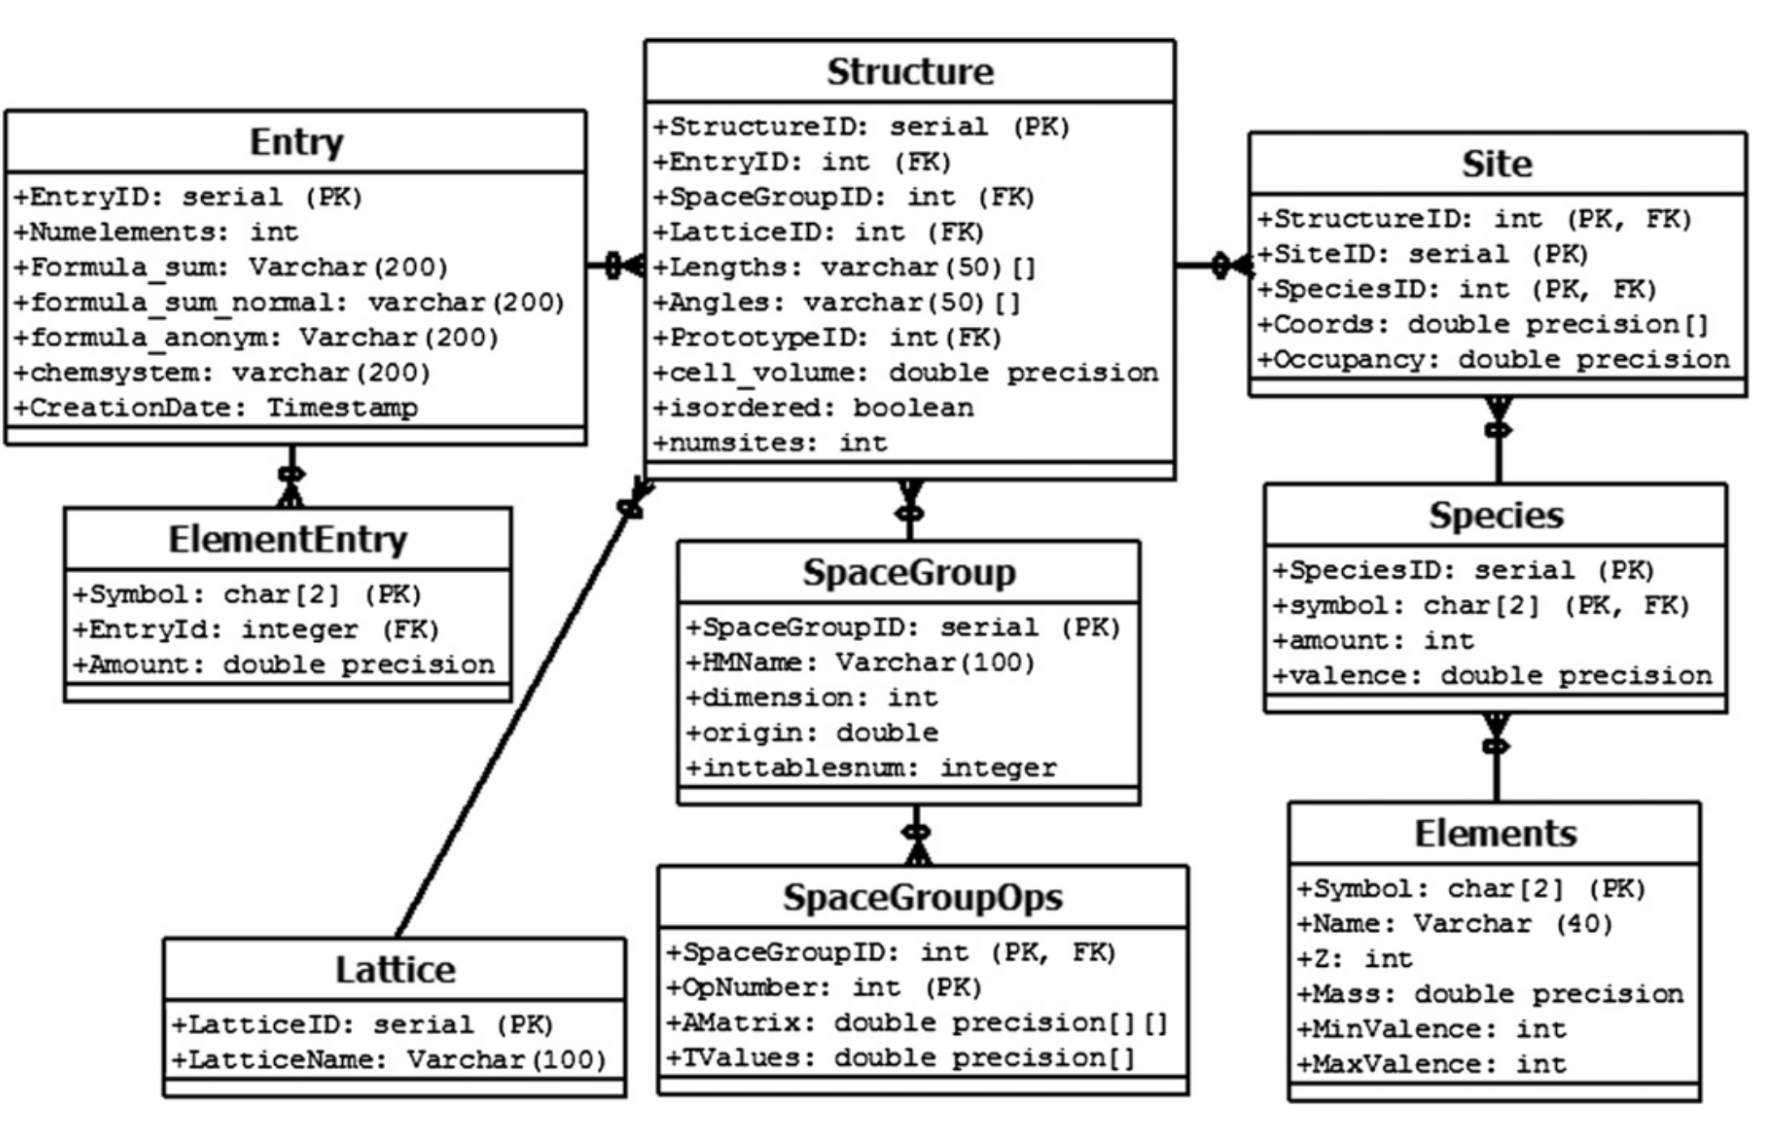 Entry
+EntryID: serial (PK)
+Numelements: int
+Formula_sum: Varchar(200)
+formula_sum_normal: varchar(200)
+formula_anonym: Varchar(200)
+chemsystem: varchar(200)
+CreationDate: Timestamp
ElementEntry
+Symbol: char[2] (PK)
+EntryId: integer (FK)
+Amount: double precision
Structure
+StructureID: serial (PK)
+EntryID: int (FK)
+SpaceGroupID: int (FK)
+LatticeID: int (FK)
+Lengths: varchar(50)[]
+Angles: varchar(50)[]
+PrototypeID: int(FK)
+cell_volume: double precision
+isordered: boolean
+numsites: int
SpaceGroup
+SpaceGroupID: serial (PK)
+HMName: Varchar(100)
+dimension: int
+origin: double
+inttablesnum: integer
SpaceGroupOps
+SpaceGroupID: int (PK, FK)
+OpNumber: int (PK)
+AMatrix: double precision[][]
+TValues: double precision[]
Lattice
+LatticeID: serial (PK)
+LatticeName: Varchar(100)
Site
+StructureID: int (PK, FK)
+SiteID: serial (PK)
+SpeciesID: int (PK, FK)
+Coords: double precision[]
+Occupancy: double precision
Species
+SpeciesID: serial (PK)
+symbol: char[2] (PK, FK)
+amount: int
+valence: double precision
Elements
+Symbol: char[2] (PK)
+Name: Varchar (40)
+Z: int
+Mass: double precision
+MinValence: int
+MaxValence: int